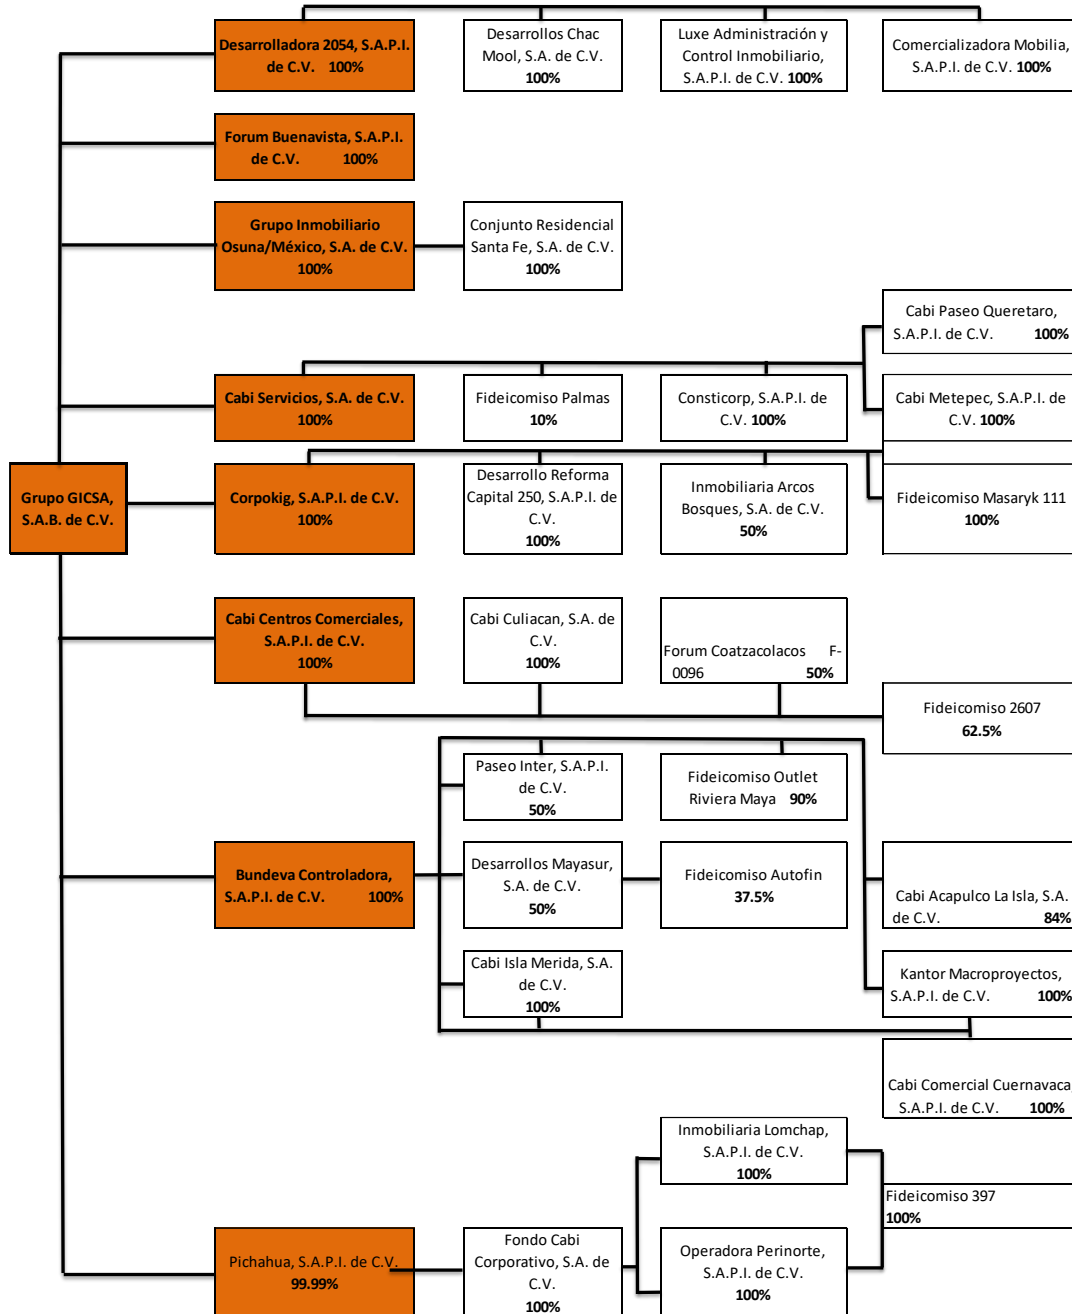 Desarrolladora 2054, S.A.P.I.
de C.V. 100%
Desarrollos Chac
Mool, S.A. de C.V.
100%
Luxe Administración y
Control Inmobiliario,
S.A.P.I. de C.V. 100%
Comercializadora Mobilia,
S.A.P.I. de C.V. 100%
Forum Buenavista, S.A.P.I.
de C.V. 100%
Grupo Inmobiliario
Osuna/México, S.A. de C.V.
100%
Conjunto Residencial
Santa Fe, S.A. de C.V.
100%
Cabi Paseo Queretaro,
S.A.P.I. de C.V. 100%
Cabi Servicios, S.A. de C.V.
100%
Fideicomiso Palmas
10%
Consticorp, S.A.P.I. de
C.V. 100%
Cabi Metepec, S.A.P.I. de
C.V. 100%
Grupo GICSA,
S.A.B. de C.V.
Corpokig, S.A.P.I. de C.V.
100%
Desarrollo Reforma
Capital 250, S.A.P.I. de
C.V.
100%
Inmobiliaria Arcos
Bosques, S.A. de C.V.
50%
Fideicomiso Masaryk 111
100%
Cabi Centros Comerciales,
S.A.P.I. de C.V.
100%
Cabi Culiacan, S.A. de
C.V.
100%
Forum Coatzacolacos F-
0096 50%
Fideicomiso 2607
62.5%
Paseo Inter, S.A.P.I.
de C.V.
50%
Fideicomiso Outlet
Riviera Maya 90%
Bundeva Controladora,
S.A.P.I. de C.V. 100%
Desarrollos Mayasur,
S.A. de C.V.
50%
Fideicomiso Autofin
37.5%
Cabi Acapulco La Isla, S.A.
de C.V. 84%
Cabi Isla Merida, S.A.
de C.V.
100%
Kantor Macroproyectos,
S.A.P.I. de C.V. 100%
Cabi Comercial Cuernavaca,
S.A.P.I. de C.V. 100%
Inmobiliaria Lomchap,
S.A.P.I. de C.V.
100%
Fideicomiso 397
100%
Pichahua, S.A.P.I. de C.V.
99.99%
Fondo Cabi
Corporativo, S.A. de
C.V.
100%
Operadora Perinorte,
S.A.P.I. de C.V.
100%